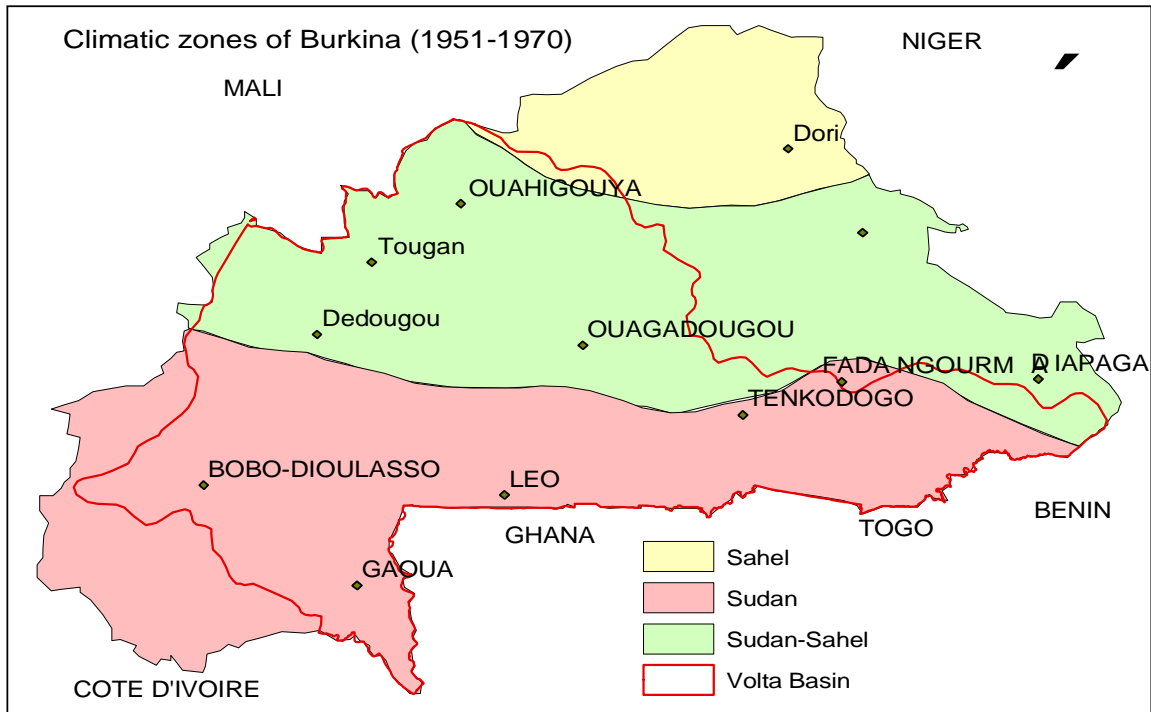 Climatic zones of Burkina (1951-1970)
NIGER
MALI
Dori
OUAHIGOUYA
Tougan
Dedougou
OUAGADOUGOU
FADA NGOURM A
DIAPAGA
TENKODOGO
BOBO-DIOULASSO
LEO
BENIN
TOGO
GHANA
GAOUA
Sahel
Sudan
Sudan-Sahel
Volta Basin
COTE D'IVOIRE